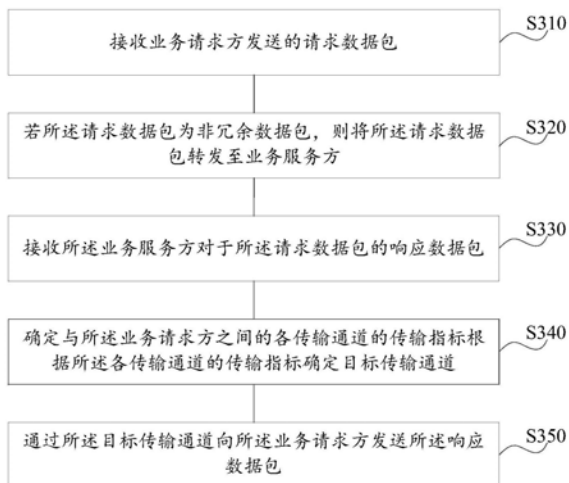 S310
接收业务请求方发送的请求数据包
S320
若所述请求数据包为非冗余数据包，则将所述请求数据
包转发至业务服务方
S330
接收所述业务服务方对于所述请求数据包的响应数据包
S340
确定与所述业务请求方之间的各传输通道的传输指标根
据所述各传输通道的传输指标确定目标传输通道
S350
通过所述目标传输通道向所述业务请求方发送所述响应
数据包